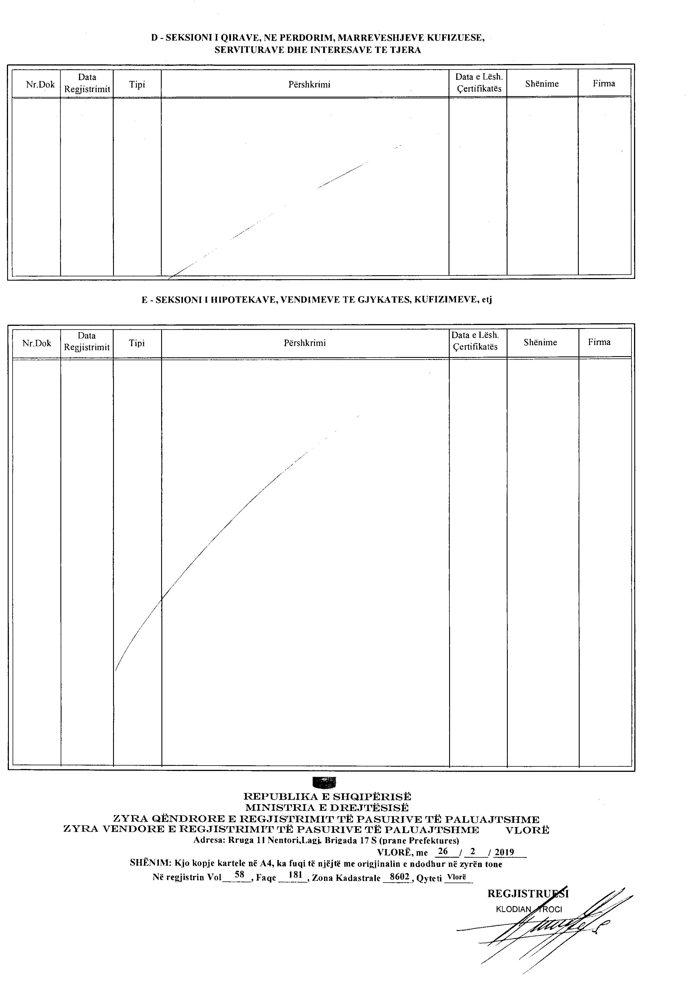 D - SEKSIONI I QIRAVE, NE PERDORIM, MARREVESHJEVE KUFIZUESE,
SERVITURAVE DHE INTERESAVE TE TJERA
Nr.Dok Data Regjistrimit Tipi Përshkrimi Data e Lësh. Çertifikatës Shënime Firma
E - SEKSIONI I HIPOTEKAVE, VENDIMEVE TE GJYKATES, KUFIZIMEVE, etj
Nr.Dok Data Regjistrimit Tipi Përshkrimi Data e Lësh. Çertifikatës Shënime Firma
REPUBLIKA E SHQIPËRISË
MINISTRIA E DREJTËSISË
ZYRA QËNDRORE E REGJISTRIMIT TË PASURIVE TË PALUAJTSHME
ZYRA VENDORE E REGJISTRIMIT TË PASURIVE TË PALUAJTSHME VLORË
Adresa: Rruga 11 Nentori,Lagj. Brigada 17 S (prane Prefektures)
VLORË, me 26 / 2 / 2019
SHËNIM: Kjo kopje kartele në A4, ka fuqi të njëjtë me origjinalin e ndodhur në zyrën tone
Në regjistrin Vol 58 , Faqe 181 , Zona Kadastrale 8602 , Qyteti Vlorë
REGJISTRUESI
KLODIAN TROCI